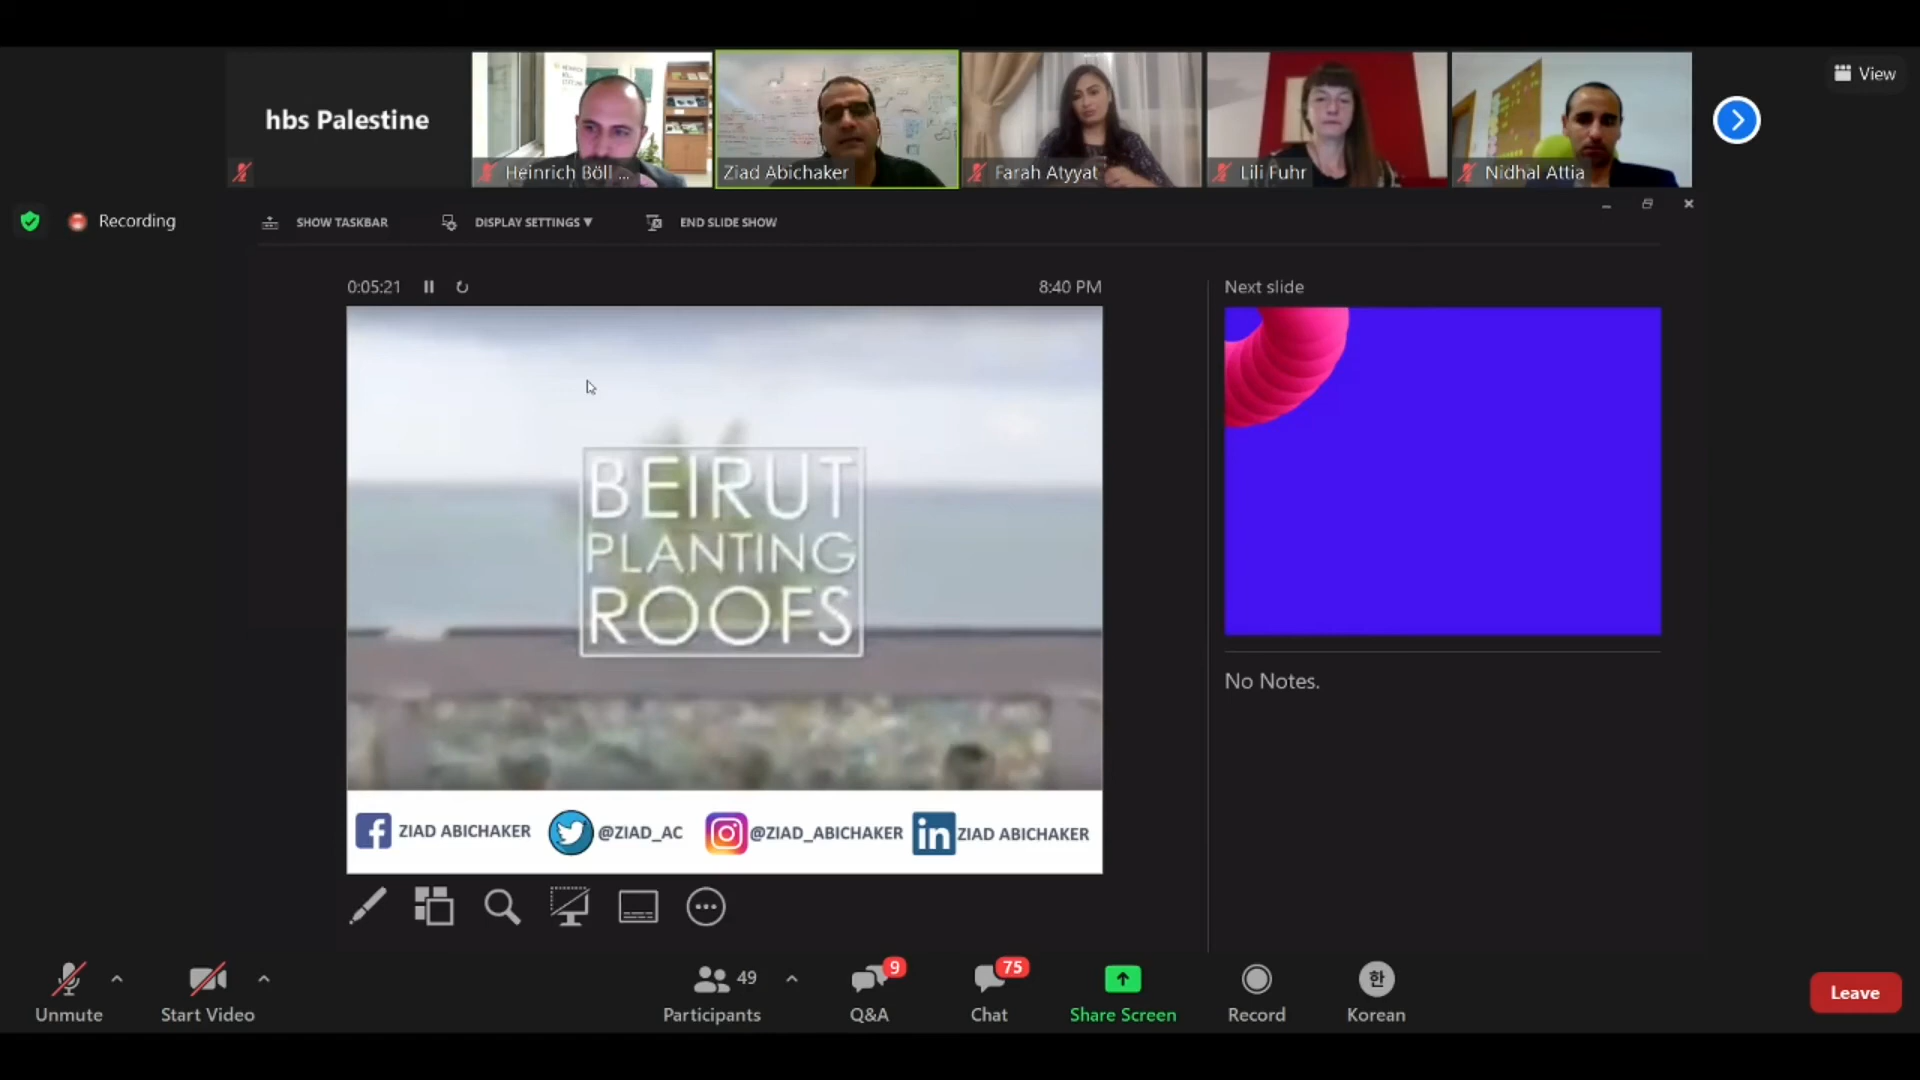 View
hbs Palestine
Heinrich Böll ...
Ziad Abichaker
Farah Atyyat
Lili Fuhr
Nidhal Attia
Recording
SHOW TASKBAR
DISPLAY SETTINGS ▼
END SLIDE SHOW
0:05:21
8:40 PM
Next slide
BEIRUT
PLANTING
ROOFS
No Notes.
ZIAD ABICHAKER
@ZIAD_AC
@ZIAD_ABICHAKER
in ZIAD ABICHAKER
49
9
75
한
Unmute
Start Video
Participants
Q&A
Chat
Share Screen
Record
Korean
Leave